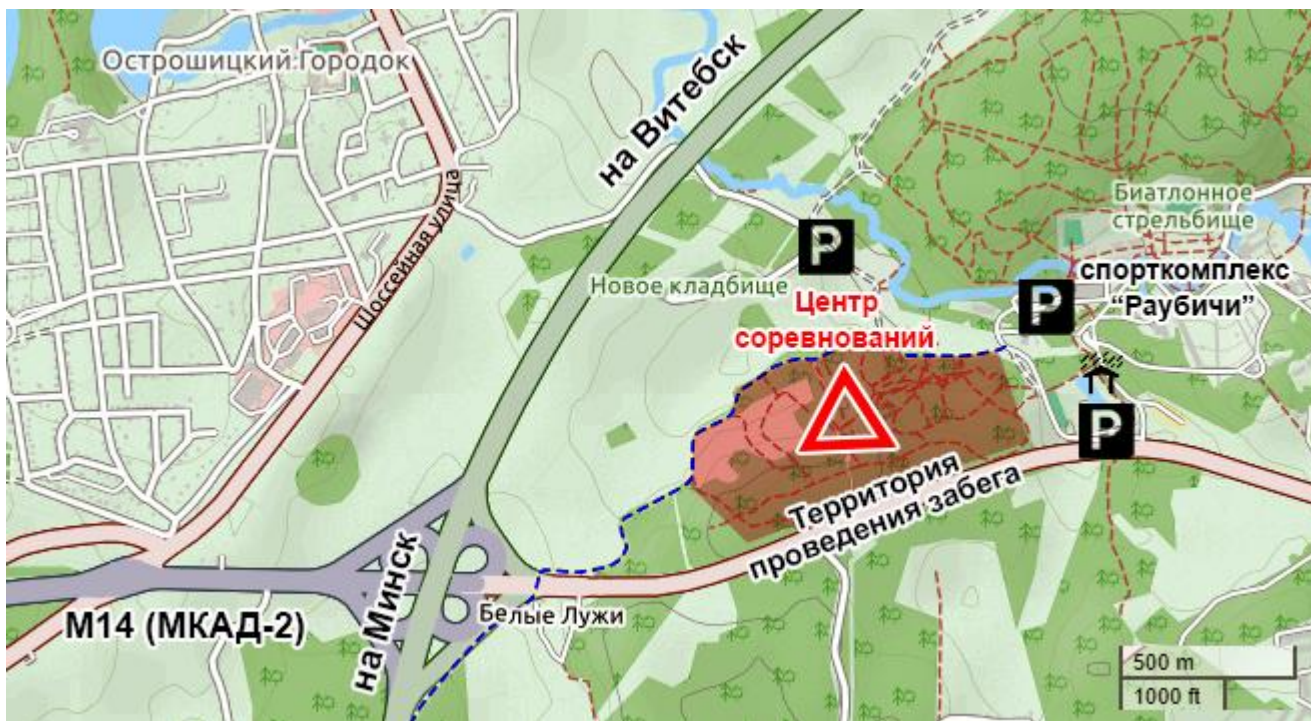 Острошицкий Городок
на Витебск
Шоссейная улица
Биатлонное
стрельбище
P
спорткомплекс
“Раубичи”
Новое кладбище
P
Центр
соревнований
P
Территория
проведения забега
на Минск
Белые Лужи
М14 (МКАД-2)
500 m
1000 ft